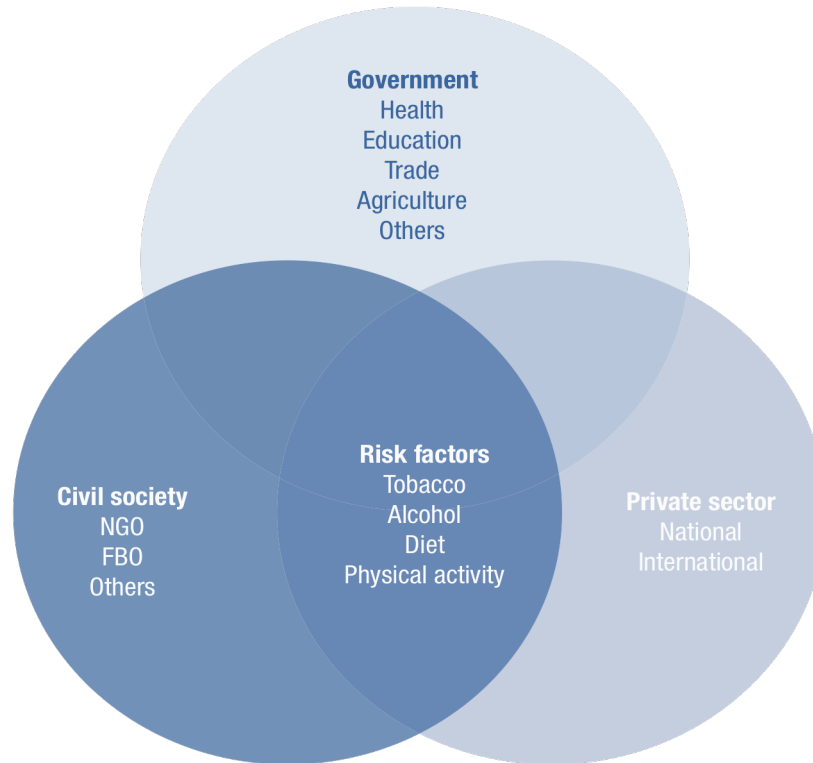 Government
Health
Education
Trade
Agriculture
Others
Risk factors
Tobacco
Alcohol
Diet
Physical activity
Civil society
NGO
FBO
Others
Private sector
National
International